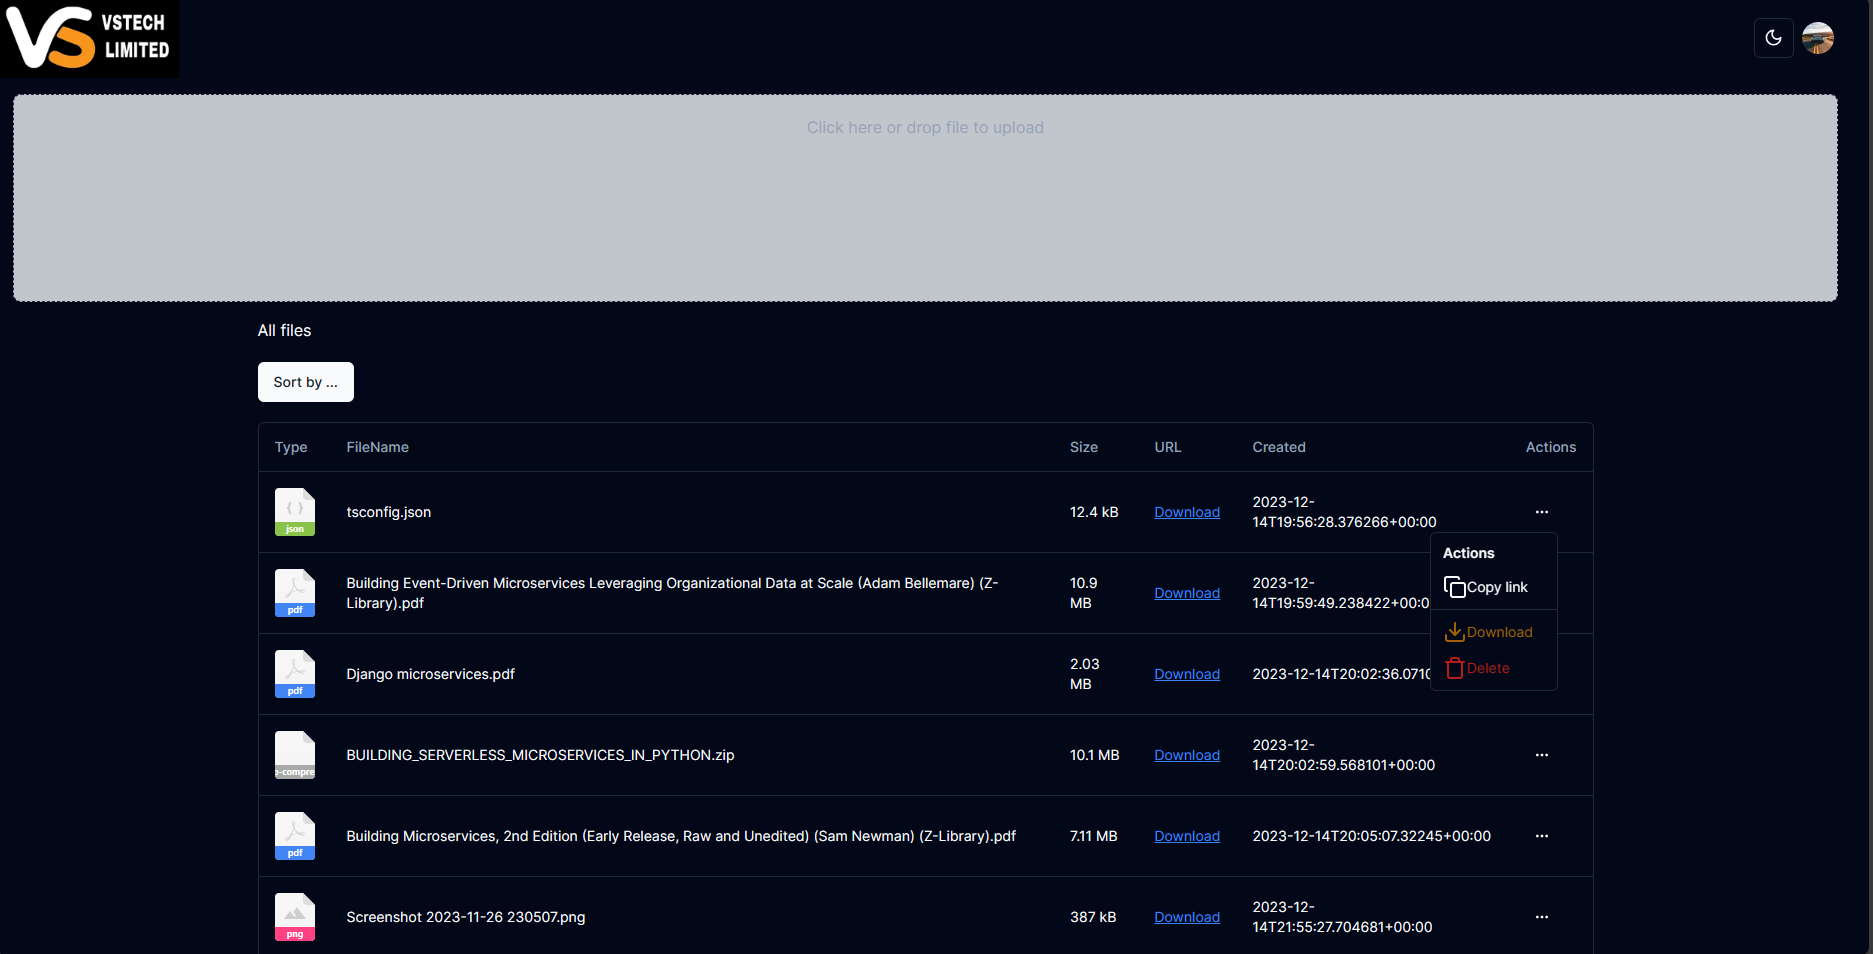 VS VSTECH
LIMITED
Click here or drop file to upload
All files
Sort by ...
Type FileName Size URL Created Actions
json tsconfig.json 12.4 kB Download 2023-12-
14T19:56:28.376266+00:00
Actions
Copy link
Download
Delete
pdf Building Event-Driven Microservices Leveraging Organizational Data at Scale (Adam Bellemare) (Z-
Library).pdf 10.9
MB Download 2023-12-
14T19:59:49.238422+00:0
pdf Django microservices.pdf 2.03
MB Download 2023-12-14T20:02:36.071
p-compre BUILDING_SERVERLESS_MICROSERVICES_IN_PYTHON.zip 10.1 MB Download 2023-12-
14T20:02:59.568101+00:00
pdf Building Microservices, 2nd Edition (Early Release, Raw and Unedited) (Sam Newman) (Z-Library).pdf 7.11 MB Download 2023-12-14T20:05:07.32245+00:00
png Screenshot 2023-11-26 230507.png 387 kB Download 2023-12-
14T21:55:27.704681+00:00